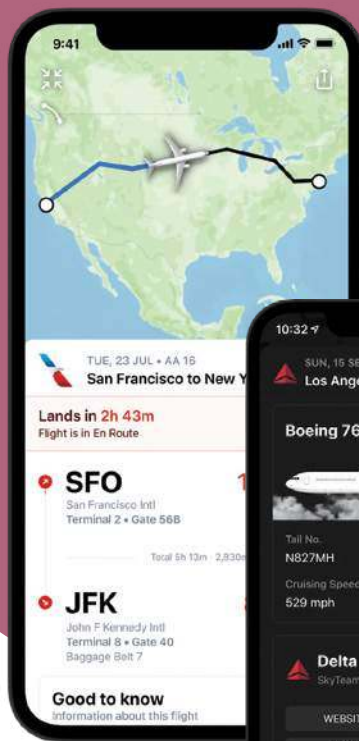 9:41
TUE, 23 JUL • AA 16
San Francisco to New Y
Lands in 2h 43m
Flight is in En Route
SFO
San Francisco Intl
Terminal 2 • Gate 56B
Total 5h 13m · 2,830
JFK
John F Kennedy Intl
Terminal 8 • Gate 40
Baggage Belt 7
Good to know
Information about this flight
10:32
SUN, 15 SE
Los Ange
Boeing 76
Tail No.
N827MH
Cruising Speed
529 mph
Delta
SkyTeam
WEBSIT